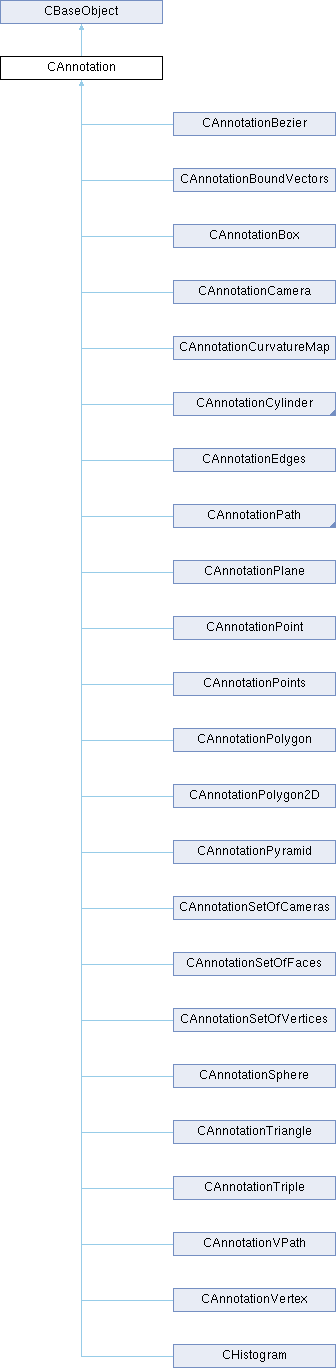 CBaseObject
CAnnotation
CAnnotationBezier
CAnnotationBoundVectors
CAnnotationBox
CAnnotationCamera
CAnnotationCurvatureMap
CAnnotationCylinder
CAnnotationEdges
CAnnotationPath
CAnnotationPlane
CAnnotationPoint
CAnnotationPoints
CAnnotationPolygon
CAnnotationPolygon2D
CAnnotationPyramid
CAnnotationSetOfCameras
CAnnotationSetOfFaces
CAnnotationSetOfVertices
CAnnotationSphere
CAnnotationTriangle
CAnnotationTriple
CAnnotationVPath
CAnnotationVertex
CHistogram